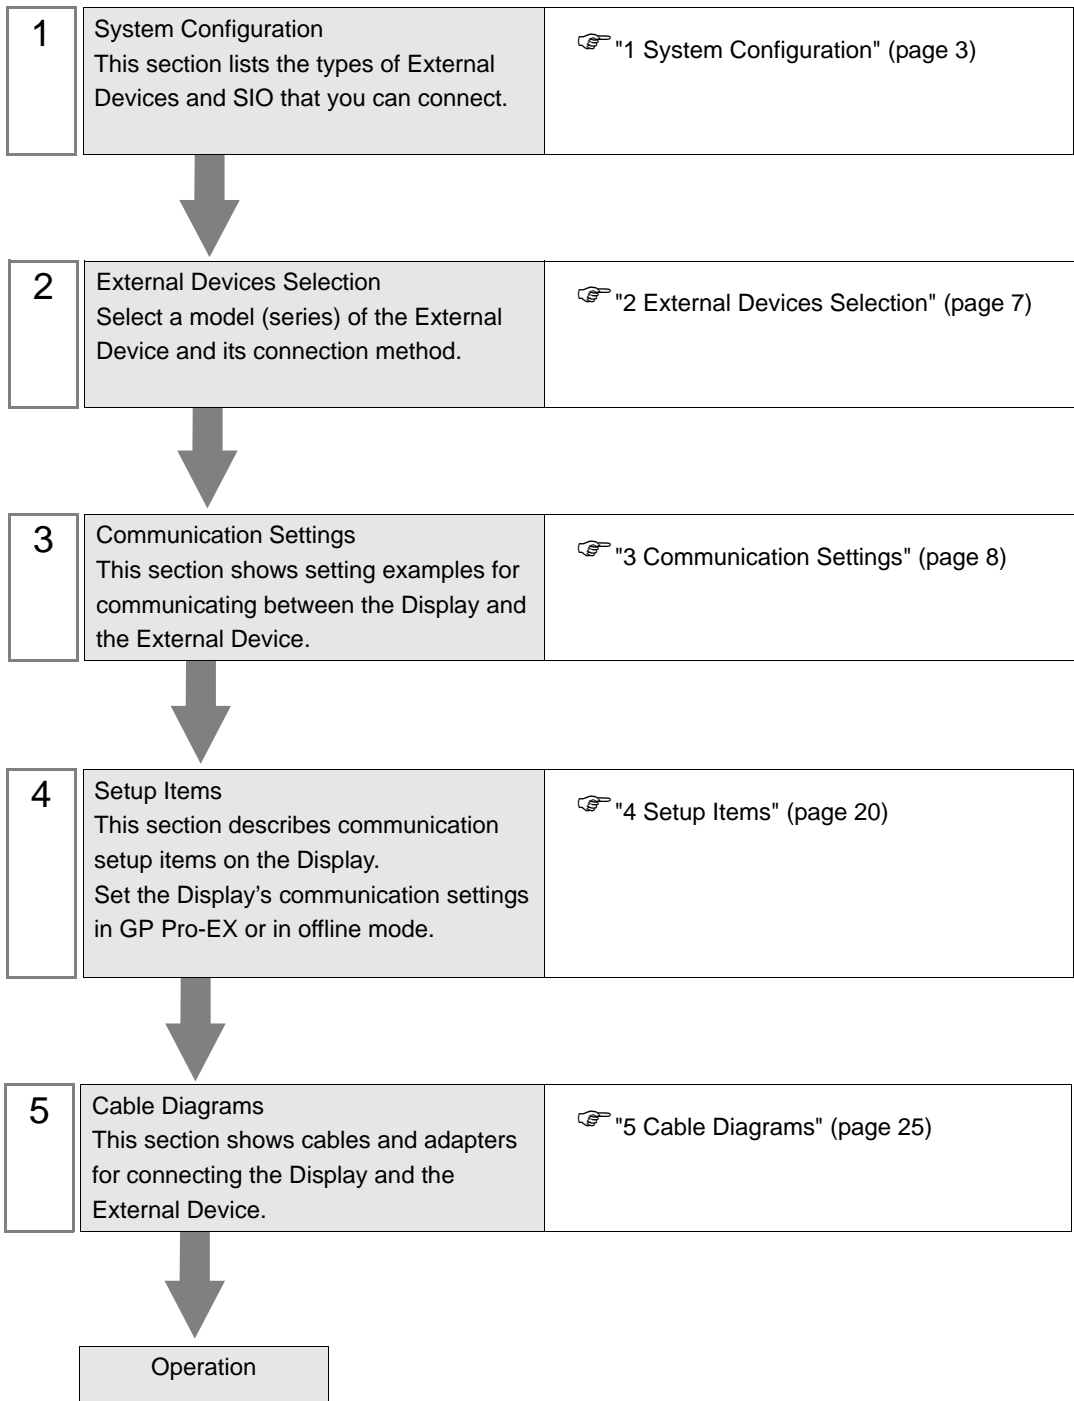 1
System Configuration
This section lists the types of External
Devices and SIO that you can connect.
"1 System Configuration" (page 3)
2
External Devices Selection
Select a model (series) of the External
Device and its connection method.
"2 External Devices Selection" (page 7)
3
Communication Settings
This section shows setting examples for
communicating between the Display and
the External Device.
"3 Communication Settings" (page 8)
4
Setup Items
This section describes communication
setup items on the Display.
Set the Display’s communication settings
in GP Pro-EX or in offline mode.
"4 Setup Items" (page 20)
5
Cable Diagrams
This section shows cables and adapters
for connecting the Display and the
External Device.
"5 Cable Diagrams" (page 25)
Operation